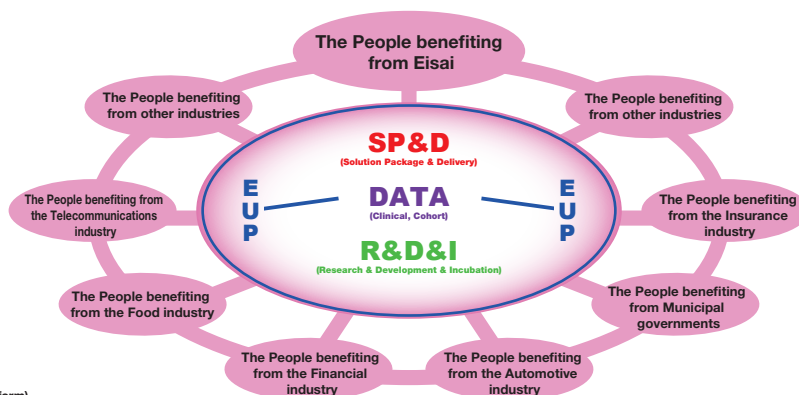 The People benefiting
from Eisai
The People benefiting
from other industries
The People benefiting
from other industries
SP&D
(Solution Package & Delivery)
The People benefiting from
the Telecommunications
industry
E
U
P
DATA
(Clinical, Cohort)
E
U
P
The People benefiting
from the Insurance
industry
R&D&I
(Research & Development & Incubation)
The People benefiting
from the Food industry
The People benefiting
from Municipal
governments
The People benefiting
from the Financial
industry
The People benefiting
from the Automotive
industry